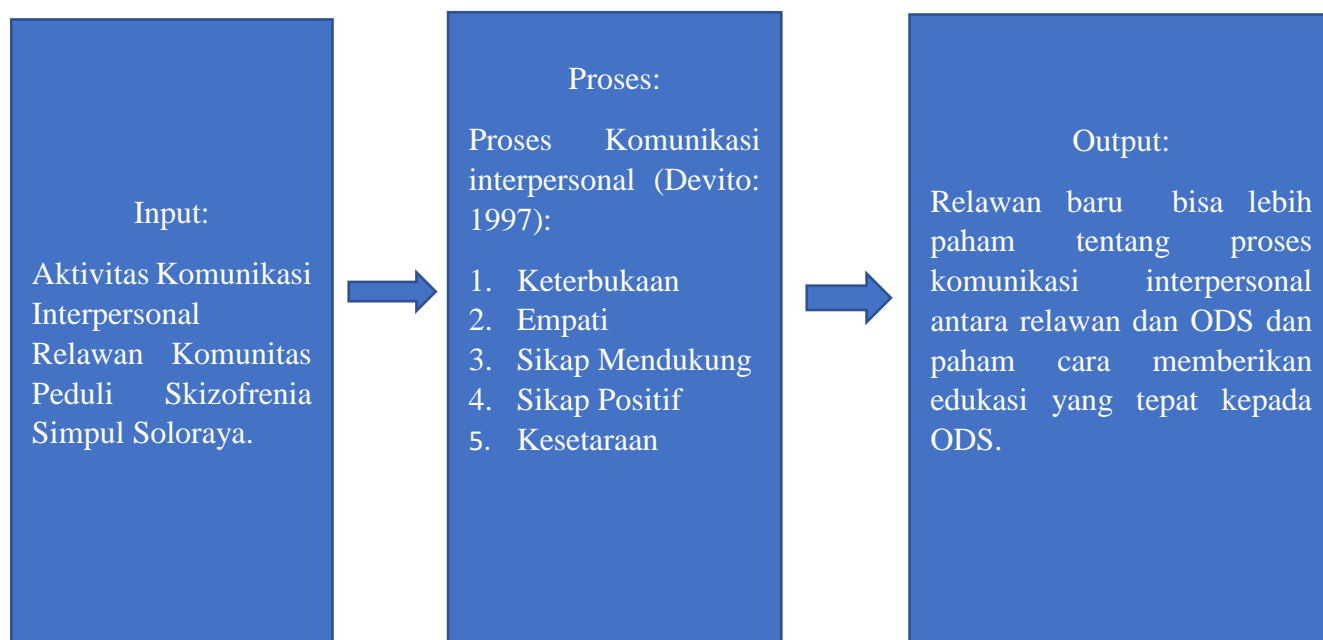 Input:
Aktivitas Komunikasi
Interpersonal
Relawan Komunitas
Peduli Skizofrenia
Simpul Soloraya.
Proses:
Proses Komunikasi
interpersonal (Devito:
1997):
1. Keterbukaan
2. Empati
3. Sikap Mendukung
4. Sikap Positif
5. Kesetaraan
Output:
Relawan baru bisa lebih
paham tentang proses
komunikasi interpersonal
antara relawan dan ODS dan
paham cara memberikan
edukasi yang tepat kepada
ODS.